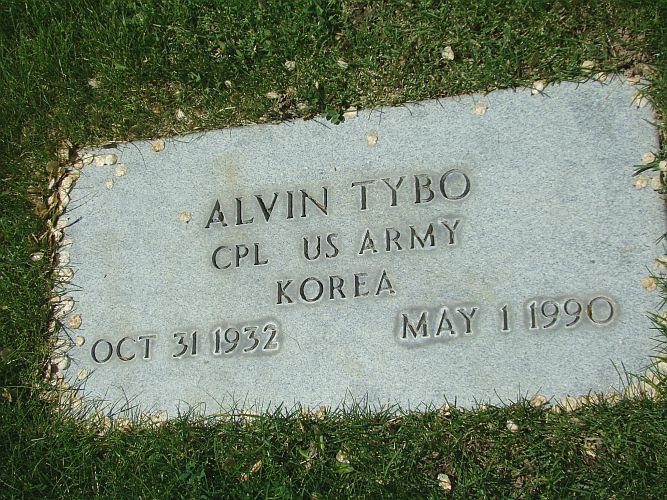 ALVIN TYBO
CPL US ARMY
KOREA
OCT 31 1932 MAY 1 1990